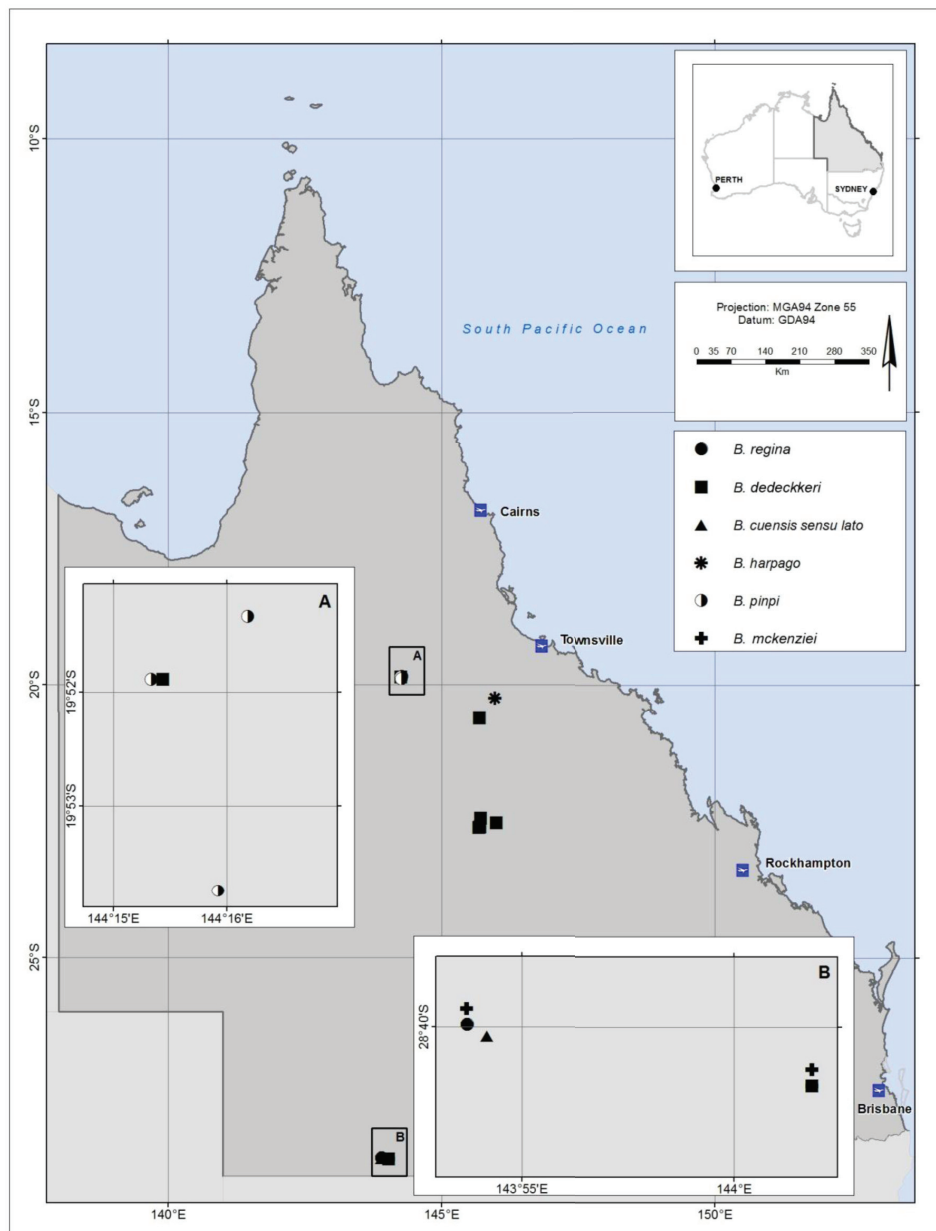 10°S
15°S
20°S
25°S
140°E
145°E
150°E
PERTH
SYDNEY
South Pacific Ocean
Projection: MGA94 Zone 55
Datum: GDA94
0 35 70 140 210 280 350
Km
B. regina
B. dedeckkeri
B. cuensis sensu lato
B. harpago
B. pinpi
B. mckenziei
Cairns
Townsville
A
Rockhampton
Brisbane
B
A
19°52'S
19°53'S
144°15'E
144°16'E
B
28°40'S
143°55'E
144°E